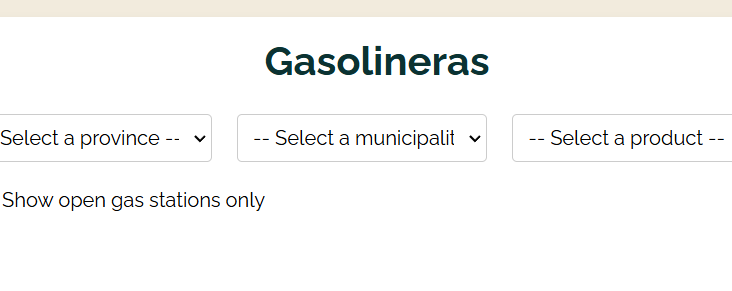 Gasolineras
Select a province -- -- Select a municipalit -- Select a product --
Show open gas stations only